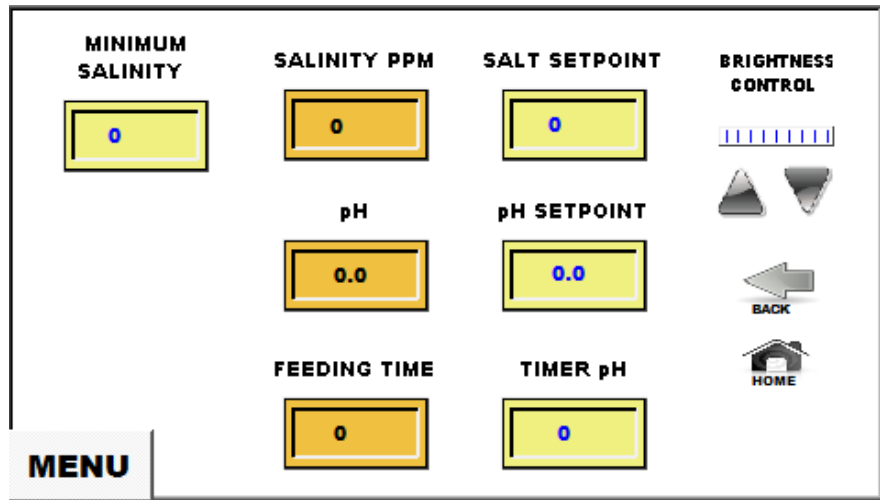 MINIMUM
SALINITY
0
SALINITY PPM
0
SALT SETPOINT
0
BRIGHTNESS
CONTROL
pH
0.0
pH SETPOINT
0.0
BACK
HOME
FEEDING TIME
0
TIMER pH
0
MENU